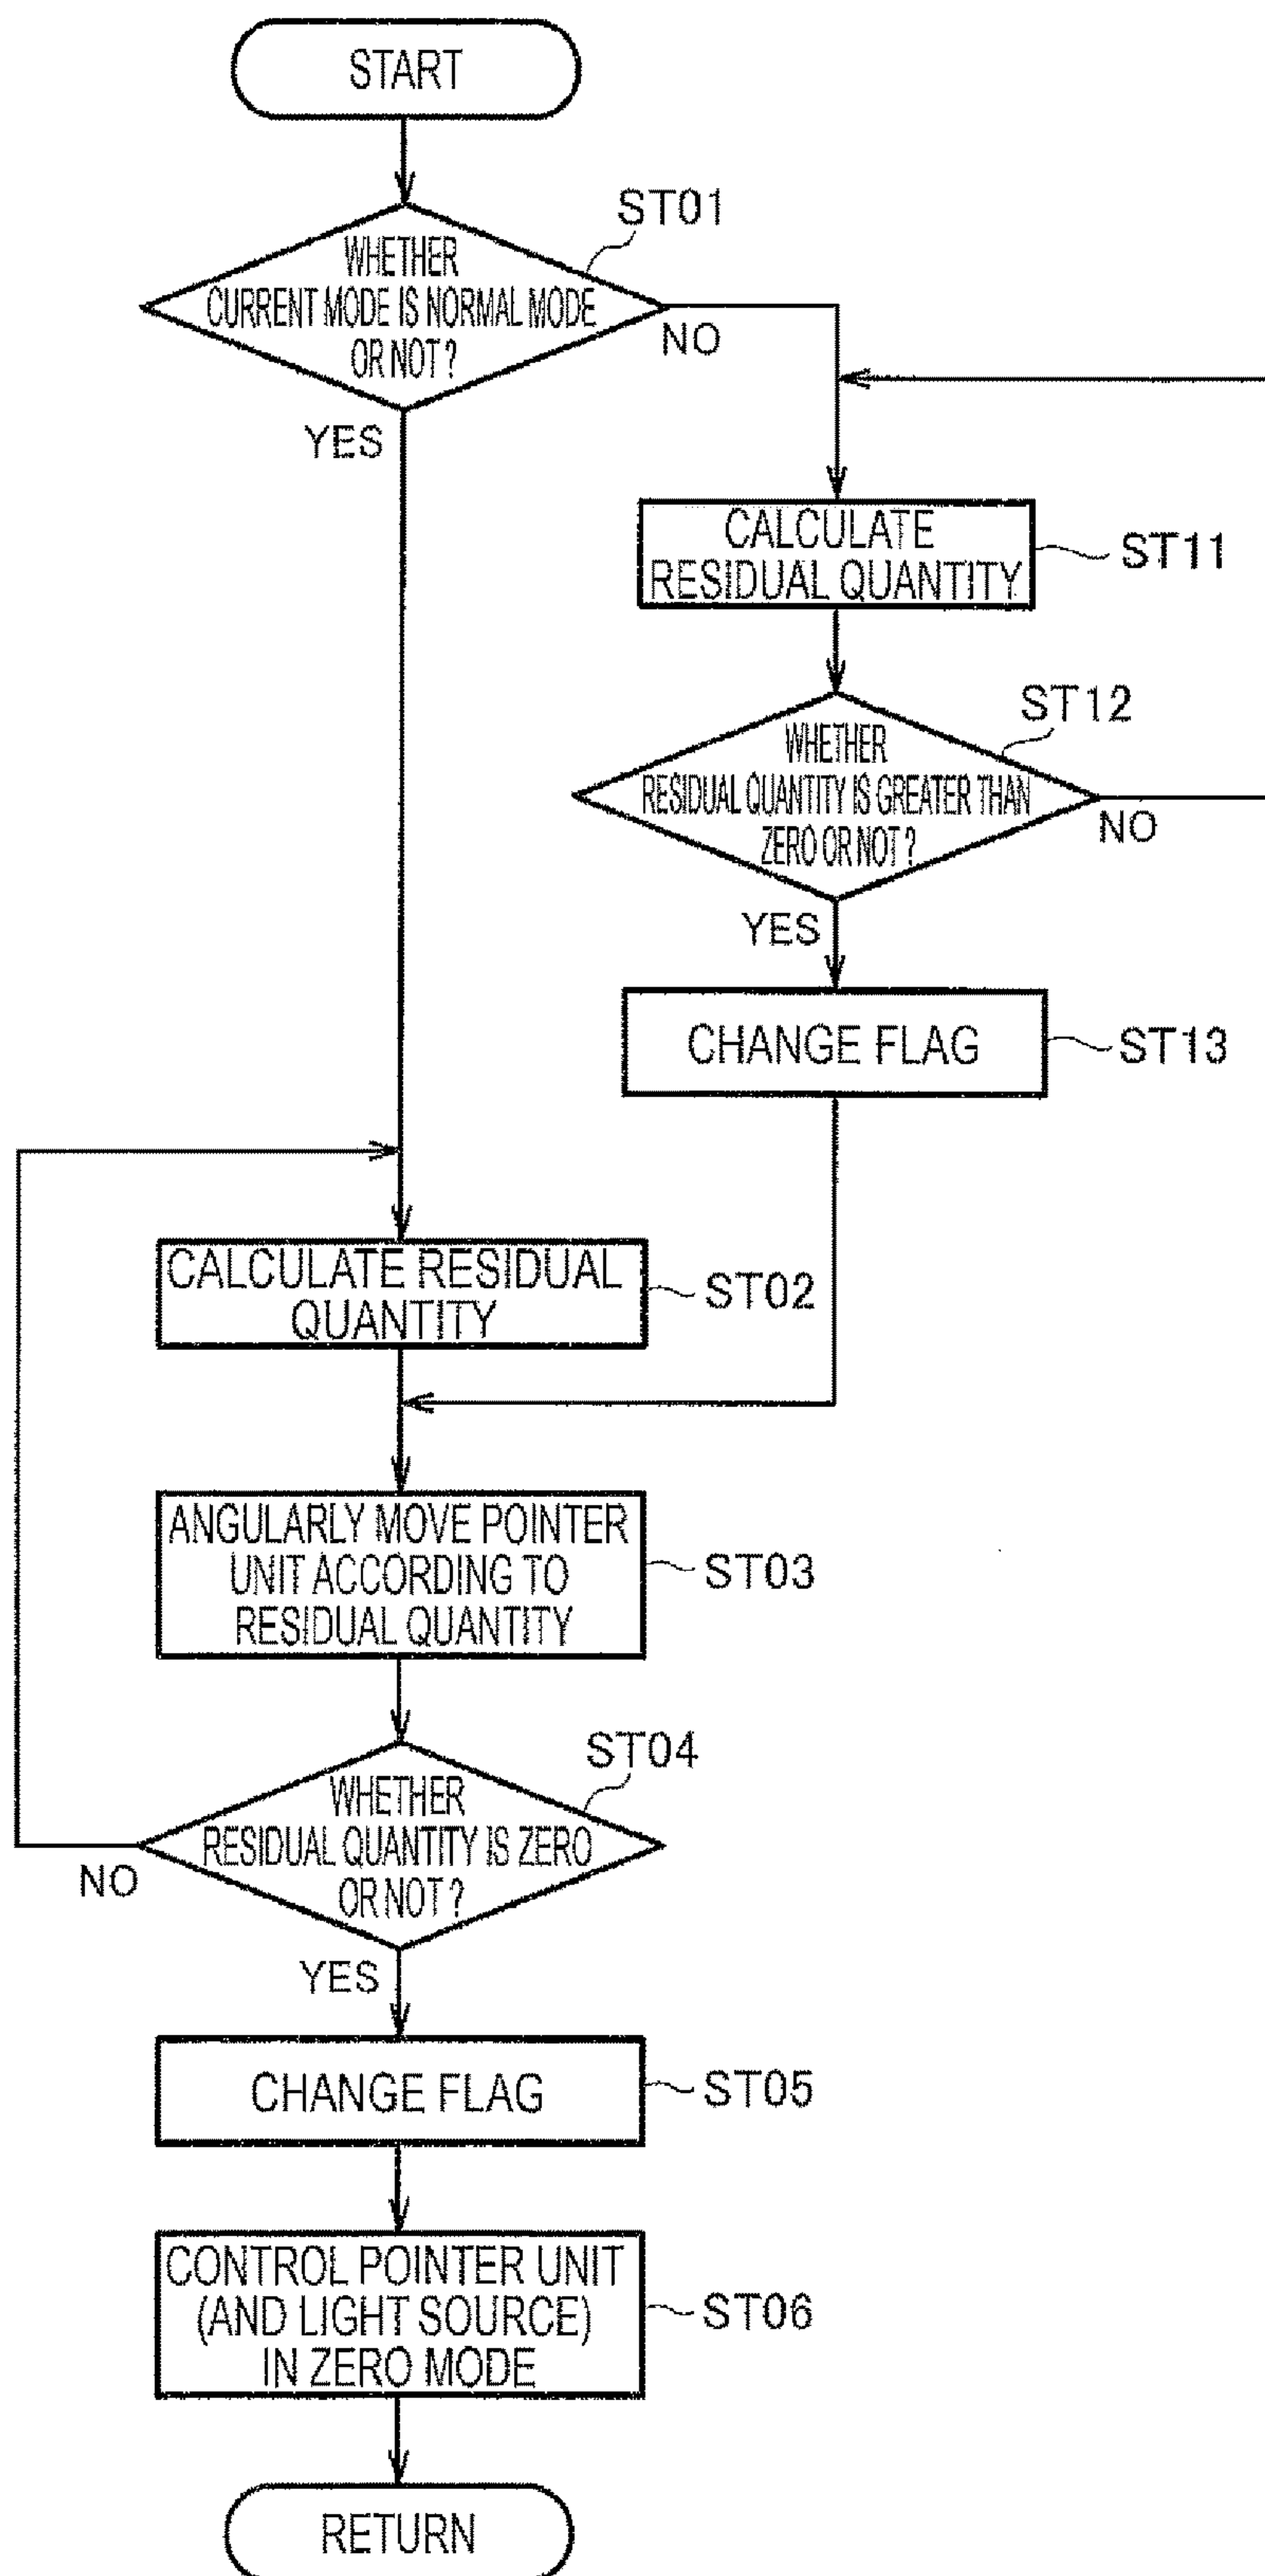 START
ST01
WHETHER
CURRENT MODE IS NORMAL MODE
OR NOT?
NO
YES
CALCULATE
RESIDUAL QUANTITY
ST11
ST12
WHETHER
RESIDUAL QUANTITY IS GREATER THAN
ZERO OR NOT?
NO
YES
CHANGE FLAG
ST13
CALCULATE RESIDUAL
QUANTITY
ST02
ANGULARLY MOVE POINTER
UNIT ACCORDING TO
RESIDUAL QUANTITY
ST03
ST04
WHETHER
RESIDUAL QUANTITY IS ZERO
OR NOT?
NO
YES
CHANGE FLAG
ST05
CONTROL POINTER UNIT
(AND LIGHT SOURCE)
IN ZERO MODE
ST06
RETURN